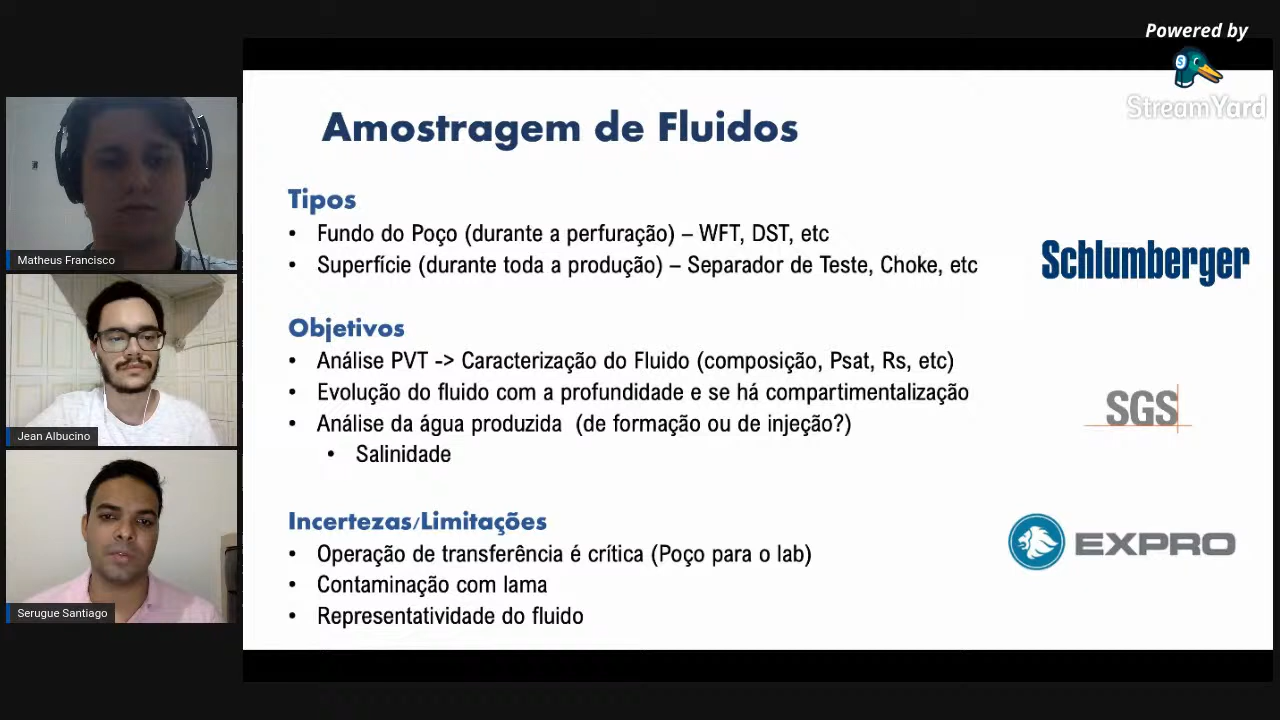 Powered by
StreamYard
Amostragem de Fluidos
Tipos
• Fundo do Poço (durante a perfuração) – WFT, DST, etc
• Superfície (durante toda a produção) – Separador de Teste, Choke, etc
Schlumberger
Objetivos
• Análise PVT -> Caracterização do Fluido (composição, Psat, Rs, etc)
• Evolução do fluido com a profundidade e se há compartimentalização
• Análise da água produzida (de formação ou de injeção?)
• Salinidade
SGS
Incertezas/Limitações
• Operação de transferência é crítica (Poço para o lab)
• Contaminação com lama
• Representatividade do fluido
EXPRO
Matheus Francisco
Jean Albucino
Serugue Santiago